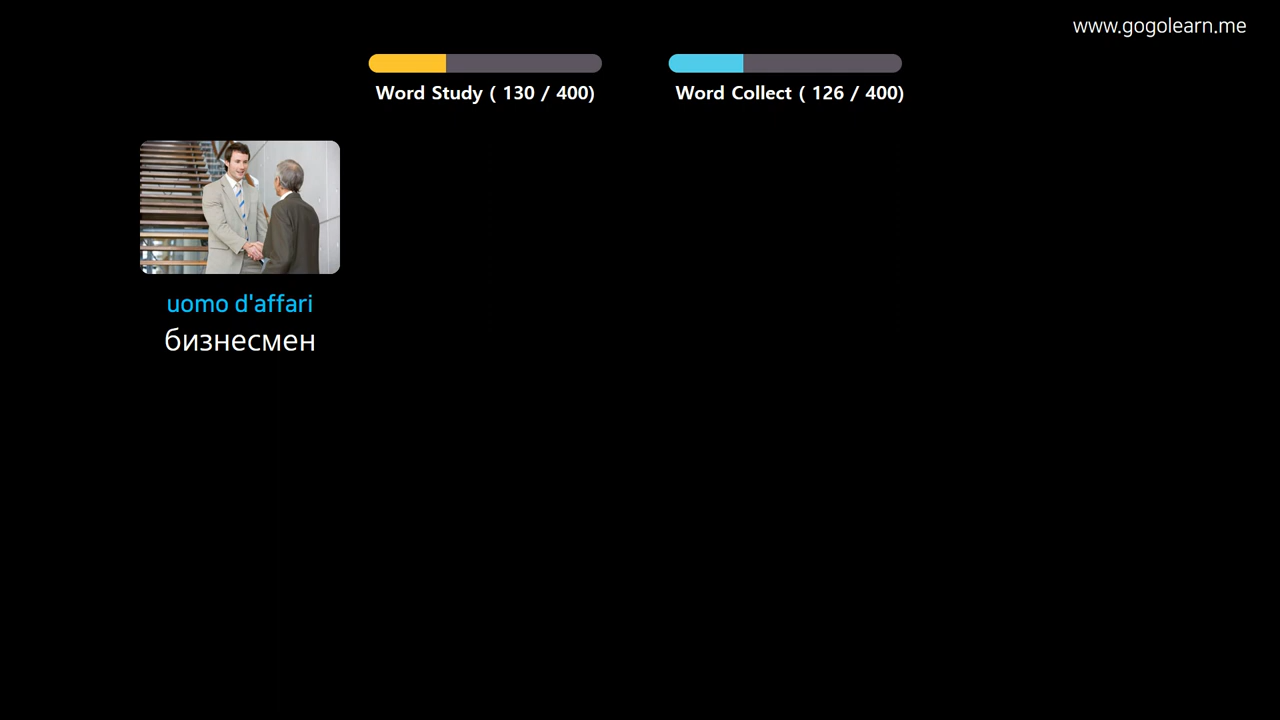 www.gogolearn.me
Word Study ( 130 / 400)
Word Collect ( 126 / 400)
uomo d'affari
бизнесмен